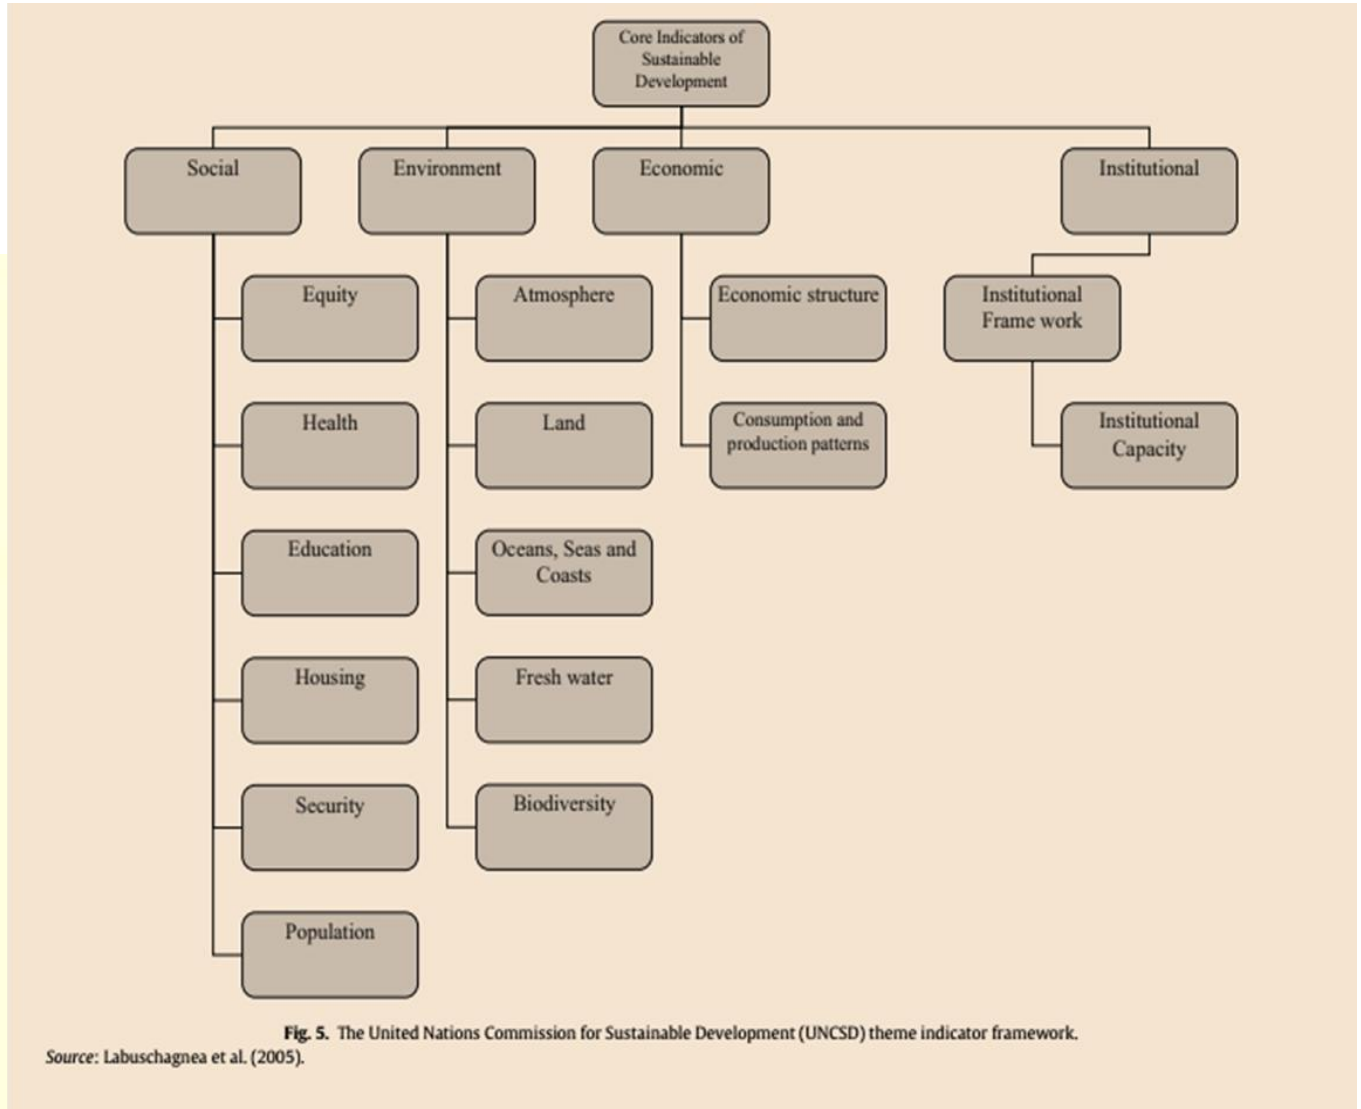 Core Indicators of
Sustainable
Development
Social
Environment
Economic
Institutional
Equity
Atmosphere
Economic structure
Institutional
Frame work
Health
Land
Consumption and
production patterns
Institutional
Capacity
Education
Oceans, Seas and
Coasts
Housing
Fresh water
Security
Biodiversity
Population
Fig. 5. The United Nations Commission for Sustainable Development (UNCSD) theme indicator framework.
Source: Labuschagnea et al. (2005).